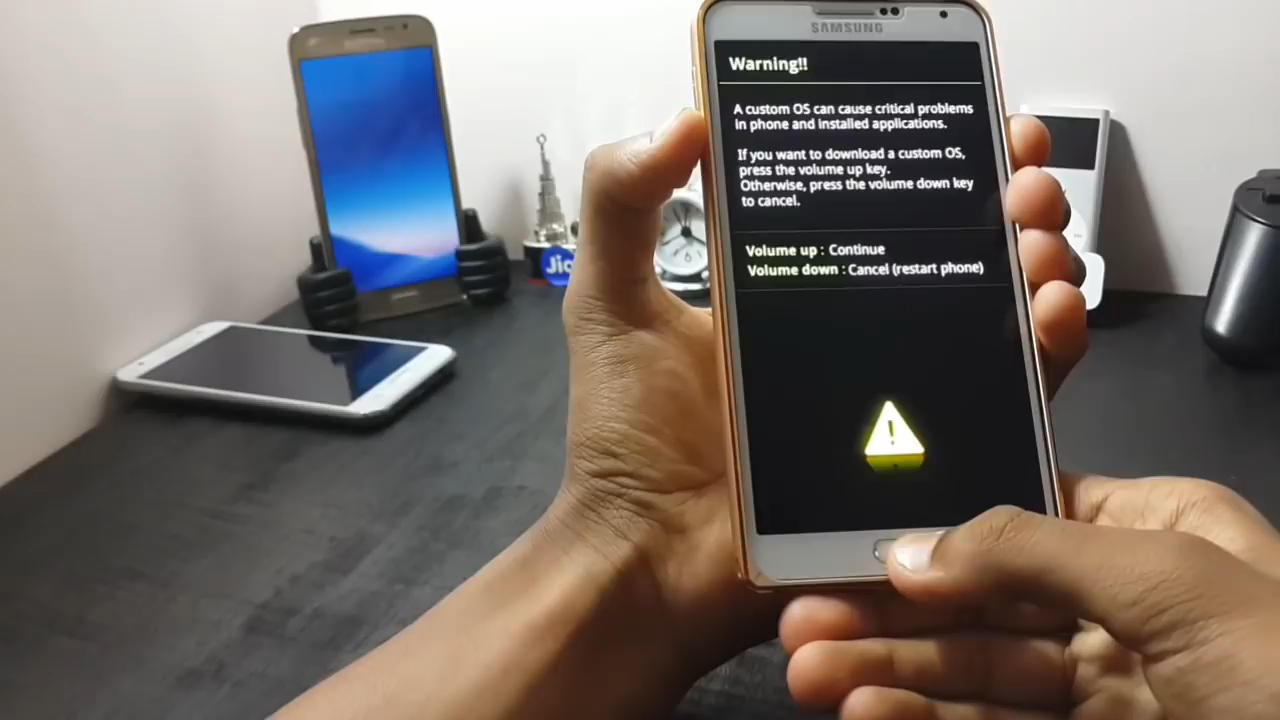 SAMSUNG
Warning!!
A custom OS can cause critical problems
in phone and installed applications.
If you want to download a custom OS,
press the volume up key.
Otherwise, press the volume down key
to cancel.
Volume up : Continue
Volume down : Cancel (restart phone)
Jio